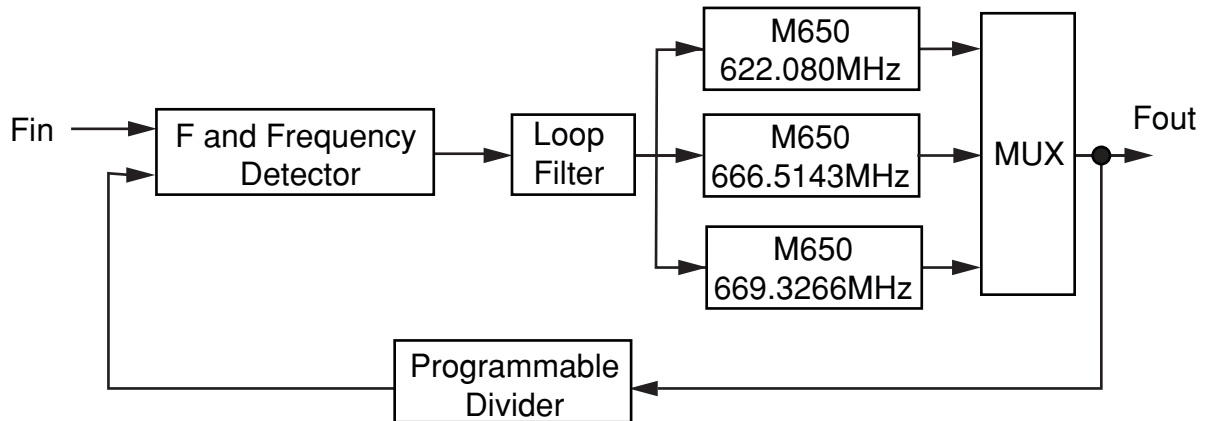 M650
622.080MHz
Fin
F and Frequency
Detector
Loop
Filter
M650
666.5143MHz
MUX
Fout
M650
669.3266MHz
Programmable
Divider